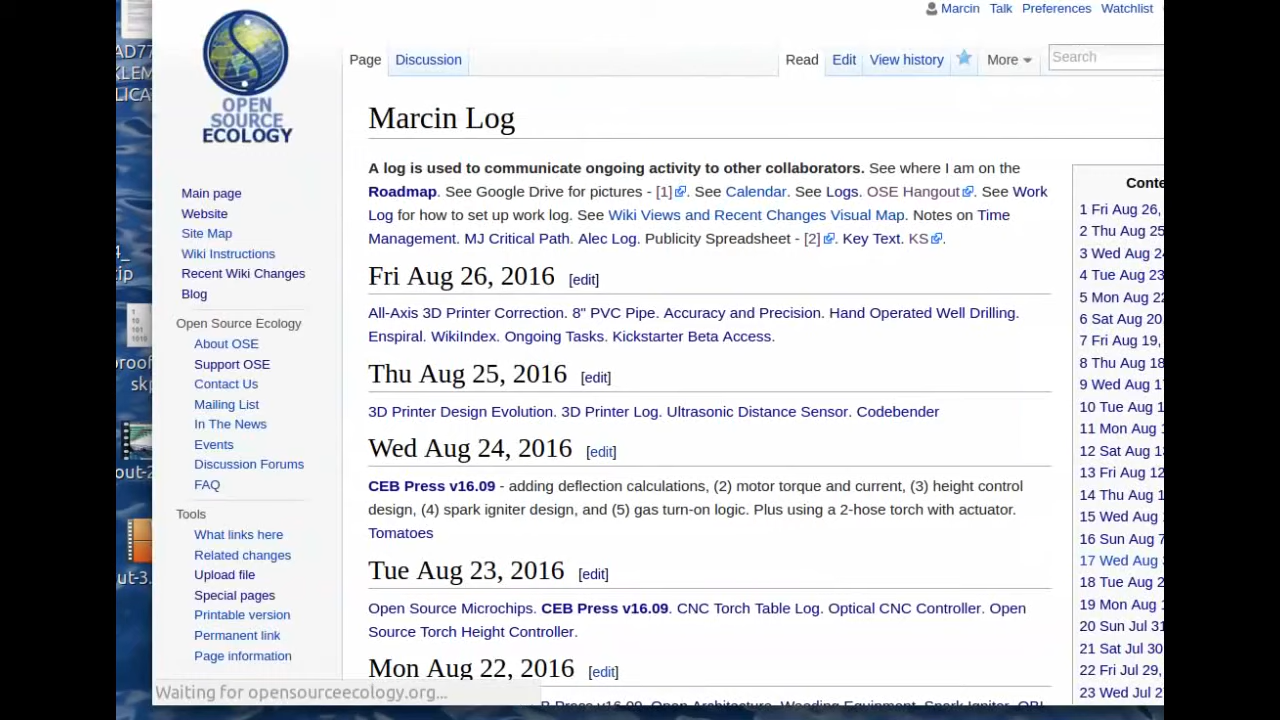 Marcin Talk Preferences Watchlist
Page Discussion Read Edit View history More Search
OPEN
SOURCE
ECOLOGY
Main page
Website
Site Map
Wiki Instructions
Recent Wiki Changes
Blog
Open Source Ecology
About OSE
Support OSE
Contact Us
Mailing List
In The News
Events
Discussion Forums
FAQ
Tools
What links here
Related changes
Upload file
Special pages
Printable version
Permanent link
Page information
Marcin Log
A log is used to communicate ongoing activity to other collaborators. See where I am on the
Roadmap. See Google Drive for pictures - [1]. See Calendar. See Logs. OSE Hangout. See Work
Log for how to set up work log. See Wiki Views and Recent Changes Visual Map. Notes on Time
Management. MJ Critical Path. Alec Log. Publicity Spreadsheet - [2]. Key Text. KS.
Fri Aug 26, 2016 [edit]
All-Axis 3D Printer Correction. 8" PVC Pipe. Accuracy and Precision. Hand Operated Well Drilling.
Enspiral. WikiIndex. Ongoing Tasks. Kickstarter Beta Access.
Thu Aug 25, 2016 [edit]
3D Printer Design Evolution. 3D Printer Log. Ultrasonic Distance Sensor. Codebender
Wed Aug 24, 2016 [edit]
CEB Press v16.09 - adding deflection calculations, (2) motor torque and current, (3) height control
design, (4) spark igniter design, and (5) gas turn-on logic. Plus using a 2-hose torch with actuator.
Tomatoes
Tue Aug 23, 2016 [edit]
Open Source Microchips. CEB Press v16.09. CNC Torch Table Log. Optical CNC Controller. Open
Source Torch Height Controller.
Mon Aug 22, 2016 [edit]
Conte
1 Fri Aug 26,
2 Thu Aug 25
3 Wed Aug 24
4 Tue Aug 23
5 Mon Aug 22
6 Sat Aug 20
7 Fri Aug 19,
8 Thu Aug 18
9 Wed Aug 17
10 Tue Aug 1
11 Mon Aug
12 Sat Aug 1
13 Fri Aug 12
14 Thu Aug 1
15 Wed Aug
16 Sun Aug 7
17 Wed Aug
18 Tue Aug 2
19 Mon Aug
20 Sun Jul 31
21 Sat Jul 30
22 Fri Jul 29,
23 Wed Jul 2
Waiting for opensourceecology.org...